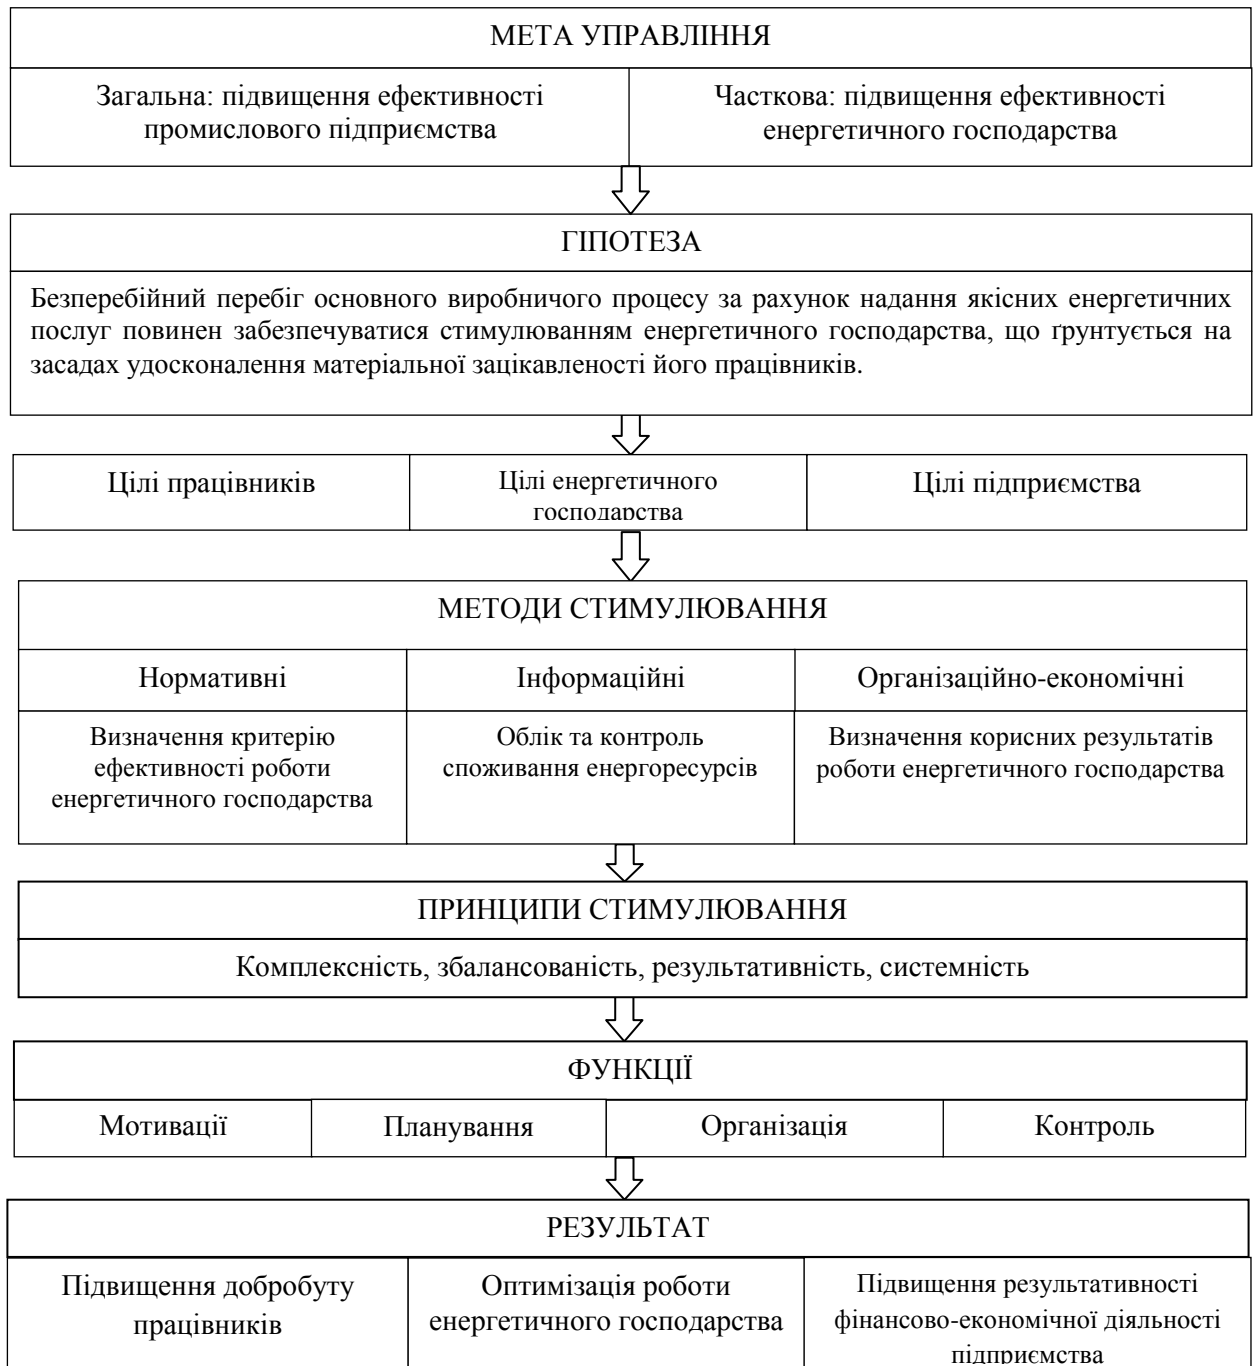 МЕТА УПРАВЛІННЯ
Загальна: підвищення ефективності
промислового підприємства
Часткова: підвищення ефективності
енергетичного господарства
ГІПОТЕЗА
Безперебійний перебіг основного виробничого процесу за рахунок надання якісних енергетичних
послуг повинен забезпечуватися стимулюванням енергетичного господарства, що ґрунтується на
засадах удосконалення матеріальної зацікавленості його працівників.
Цілі працівників
Цілі енергетичного
господарства
Цілі підприємства
МЕТОДИ СТИМУЛЮВАННЯ
Нормативні
Інформаційні
Організаційно-економічні
Визначення критерію
ефективності роботи
енергетичного господарства
Облік та контроль
споживання енергоресурсів
Визначення корисних результатів
роботи енергетичного господарства
ПРИНЦИПИ СТИМУЛЮВАННЯ
Комплексність, збалансованість, результативність, системність
ФУНКЦІЇ
Мотивації
Планування
Організація
Контроль
РЕЗУЛЬТАТ
Підвищення добробуту
працівників
Оптимізація роботи
енергетичного господарства
Підвищення результативності
фінансово-економічної діяльності
підприємства